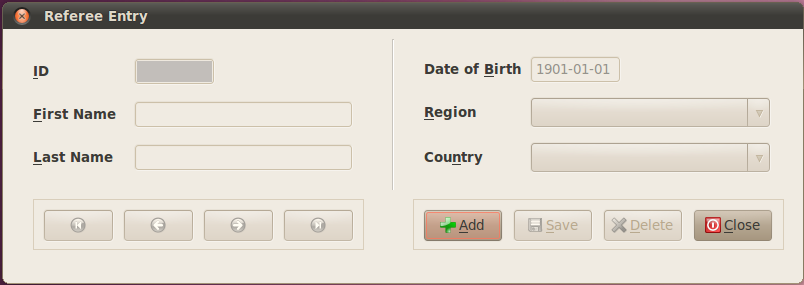 Referee Entry
ID
First Name
Last Name
Date of Birth 1901-01-01
Region
Country
Add Save Delete Close